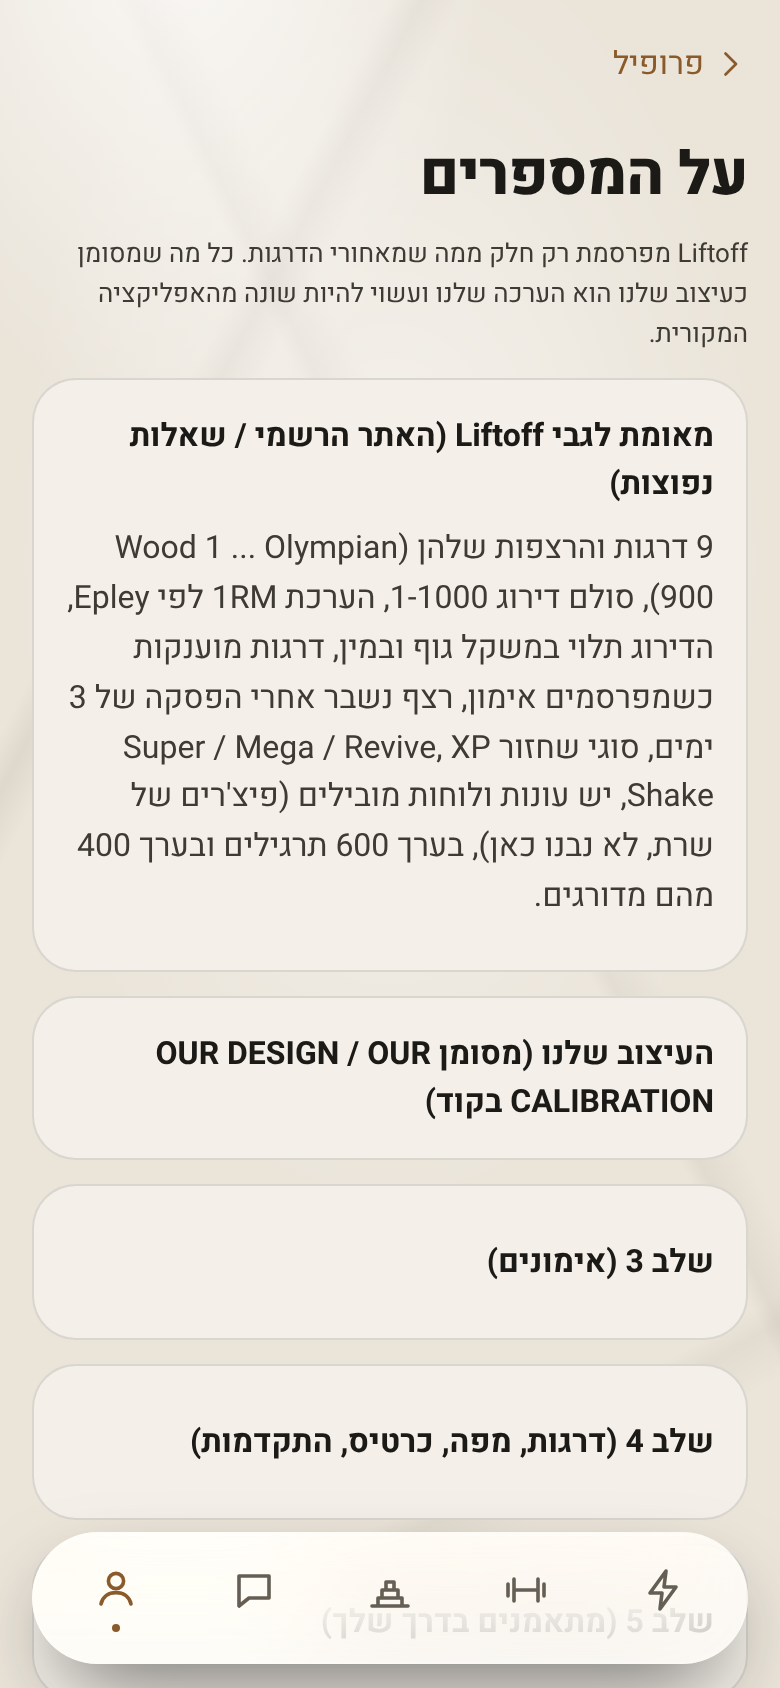 פרופיל
על המספרים
Liftoff מפרסמת רק חלק ממה שמאחורי הדרגות. כל מה שמסומן
כעיצוב שלנו הוא הערכה שלנו ועשוי להיות שונה מהאפליקציה
המקורית.
מאומת לגבי Liftoff (האתר הרשמי / שאלות
נפוצות)
9 דרגות והרצפות שלהן (Wood 1 ... Olympian
900), סולם דירוג 1-1000, הערכת 1RM לפי Epley,
הדירוג תלוי במשקל גוף ובמין, דרגות מוענקות
כשמפרסמים אימון, רצף נשבר אחרי הפסקה של 3
ימים, סוגי שחזור Super / Mega / Revive, XP
Shake, יש עונות ולוחות מובילים (פיצ'רים של
שרת, לא נבנו כאן), בערך 600 תרגילים ובערך 400
מהם מדורגים.
העיצוב שלנו (מסומן OUR DESIGN / OUR
CALIBRATION בקוד)
שלב 3 (אימונים)
שלב 4 (דרגות, מפה, כרטיס, התקדמות)
שלב 5 (מתאמנים בדרך שלך)